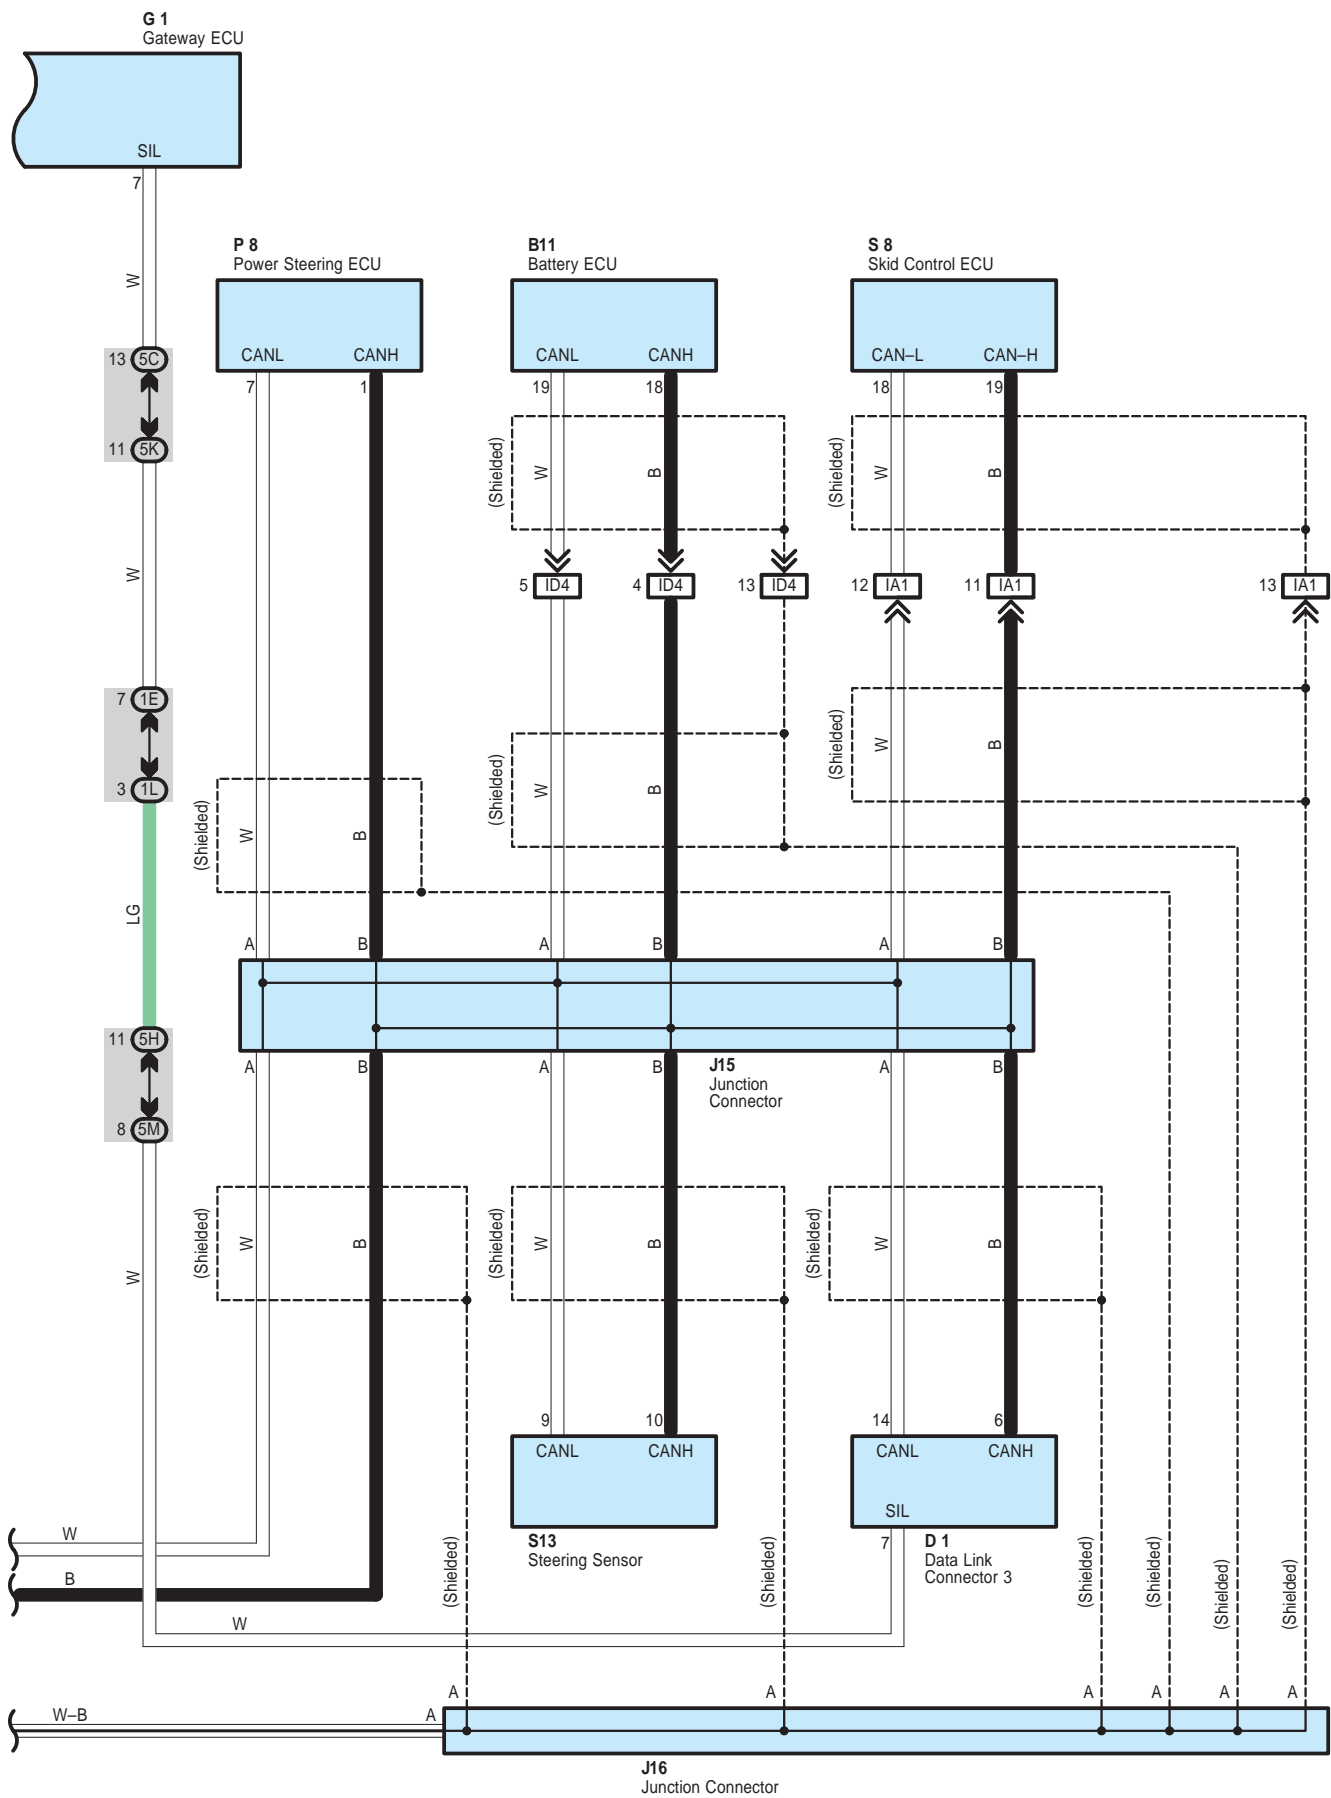 G 1
Gateway ECU
SIL
7
W
P 8
Power Steering ECU
B11
Battery ECU
S 8
Skid Control ECU
CANL CANH
CANL CANH
CAN–L CAN–H
7 1
19 18
18 19
13 5C
11 5K
(Shielded)
W
B
(Shielded)
W
B
W
5 ID4
4 ID4
13 ID4
12 IA1
11 IA1
13 IA1
7 1E
3 1L
(Shielded)
W
B
(Shielded)
W
B
(Shielded)
W
B
LG
A B A B A B
11 5H
8 5M
A B A B A B
J15
Junction
Connector
W
(Shielded)
W
B
(Shielded)
W
B
(Shielded)
W
B
9 10
14 6
CANL CANH
CANL CANH
SIL
S13
Steering Sensor
7
D 1
Data Link
Connector 3
W
B
W
(Shielded)
(Shielded)
(Shielded)
(Shielded)
(Shielded)
(Shielded)
A A A A A A
W–B
A
J16
Junction Connector